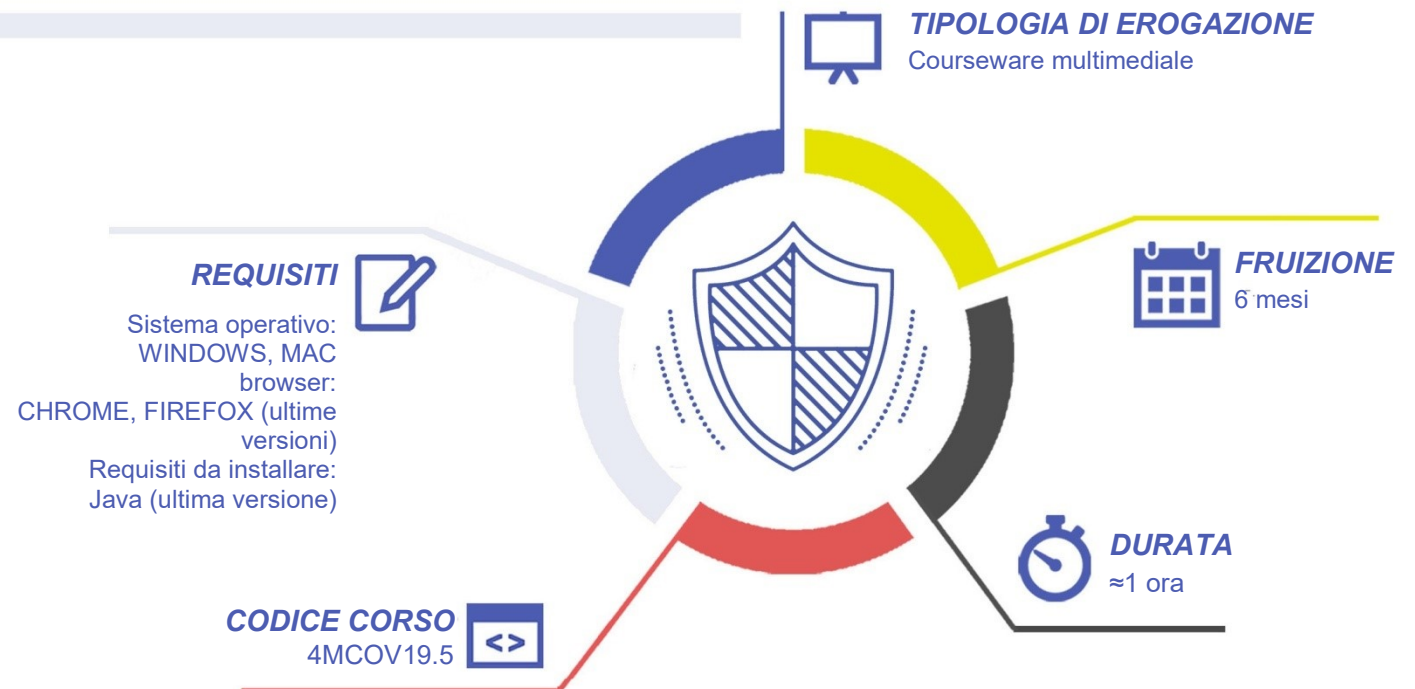 TIPOLOGIA DI EROGAZIONE
Courseware multimediale
REQUISITI
Sistema operativo:
WINDOWS, MAC
browser:
CHROME, FIREFOX (ultime
versioni)
Requisiti da installare:
Java (ultima versione)
FRUIZIONE
6 mesi
DURATA
≈1 ora
CODICE CORSO
4MCOV19.5
<>